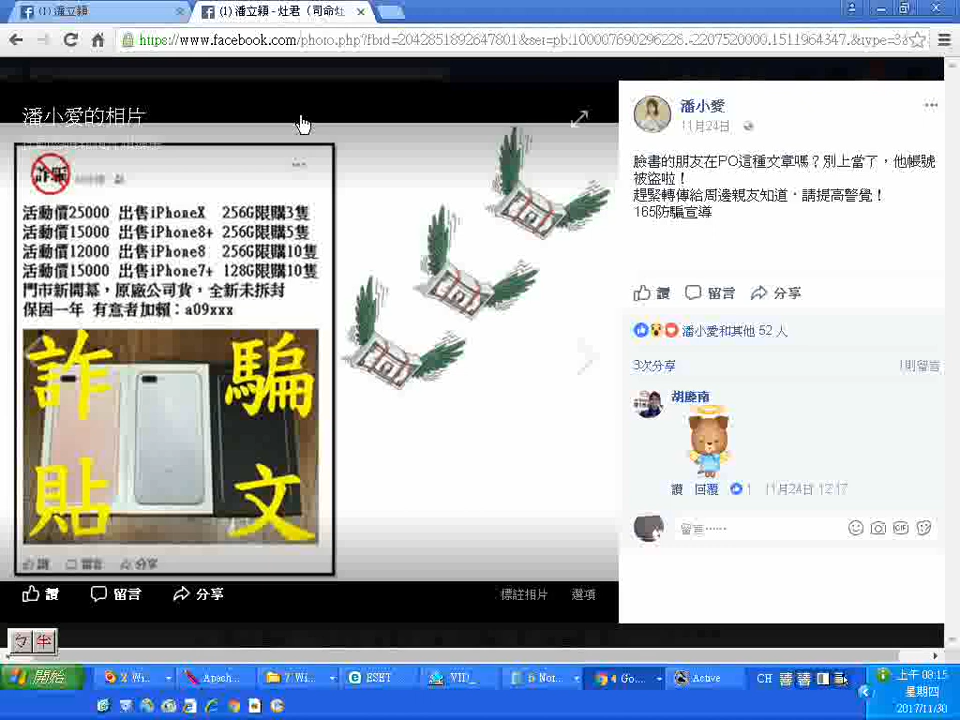 (1) 潘立穎
(1) 潘立穎 - 灶君（司命灶
https://www.facebook.com/photo.php?fbid=2042851892647801&set=pb.100007690296228.-2207520000.1511964347.&type=3&
潘小愛的相片
詐騙
活動價25000 出售iPhoneX 256G限購3隻
活動價15000 出售iPhone8+ 256G限購5隻
活動價12000 出售iPhone8 256G限購10隻
活動價15000 出售iPhone7+ 128G限購10隻
門市新開幕，原廠公司貨，全新未拆封
保固一年 有意者加賴：a09xxx
詐騙
貼文
讚 留言 分享
讚 留言 分享
標註相片 選項
潘小愛
11月24日
臉書的朋友在PO這種文章嗎？別上當了，他帳號
被盜啦！
趕緊轉傳給周邊親友知道，請提高警覺！
165防騙宣導
讚 留言 分享
潘小愛和其他 52 人
3次分享
1則留言
胡慶南
讚 回覆 1 11月24日 12:17
留言⋯⋯
GIF
ㄅ 半
開始
2 Wi...
Apach...
7 Wi...
ESET
VID_...
6 Nor...
4 Go...
Active
CH
上午 08:15
星期四
2017/11/30